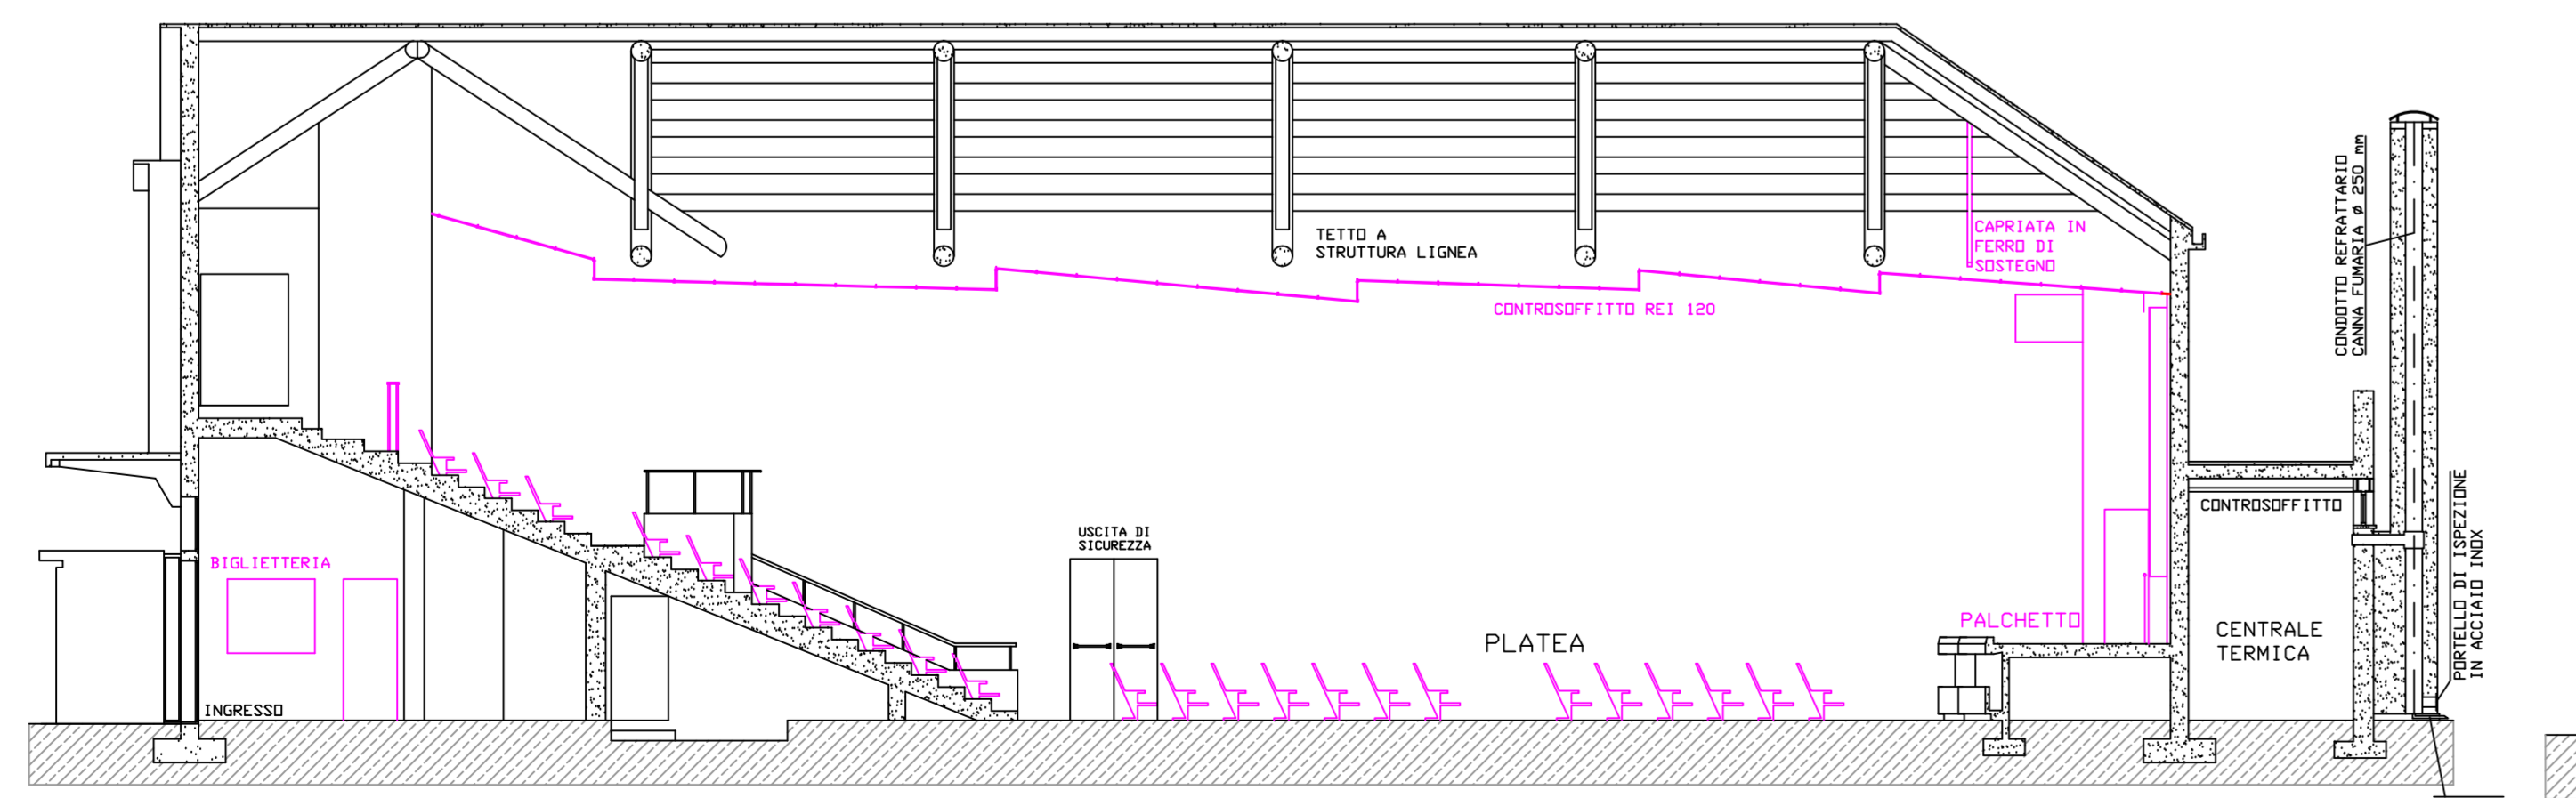 TETTO A
STRUTTURA LIGNEA
CAPRIATA IN
FERRO DI
SOSTEGNO
CONTROSOFFITTO REI 120
CONDOTTO REFRATTARIO
CANNA FUMARIA ø 250 mm
CONTROSOFFITTO
PORTELLO DI ISPEZIONE
IN ACCIAIO INOX
USCITA DI
SICUREZZA
BIGLIETTERIA
PALCHETTO
PLATEA
CENTRALE
TERMICA
INGRESSO